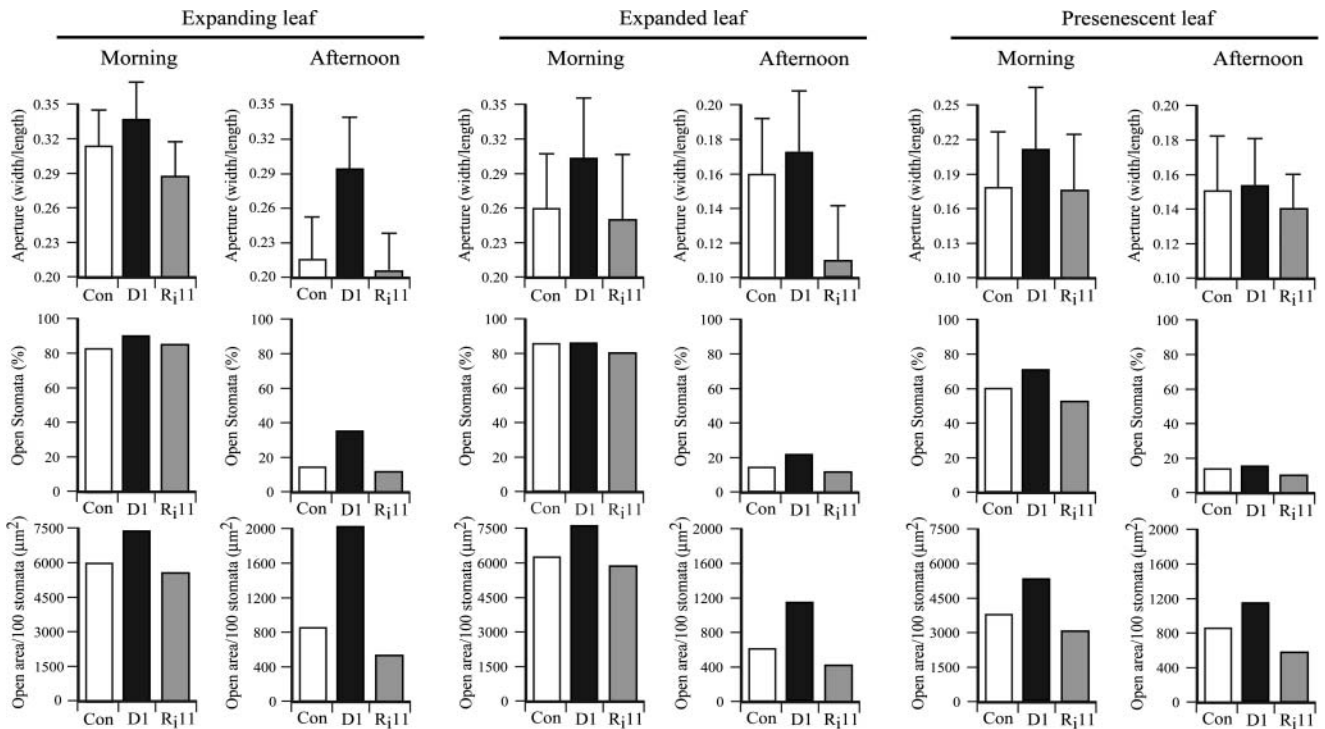 Expanding leaf Expanded leaf Presenescent leaf
Morning Afternoon Morning Afternoon Morning Afternoon
Aperture (width/length) 0.35 0.32 0.29 0.26 0.23 0.20 Con D1 Ri11
Aperture (width/length) 0.35 0.32 0.29 0.26 0.23 0.20 Con D1 Ri11
Aperture (width/length) 0.35 0.32 0.29 0.26 0.23 0.20 Con D1 Ri11
Aperture (width/length) 0.20 0.18 0.16 0.14 0.12 0.10 Con D1 Ri11
Aperture (width/length) 0.25 0.22 0.19 0.16 0.13 0.10 Con D1 Ri11
Aperture (width/length) 0.20 0.18 0.16 0.14 0.12 0.10 Con D1 Ri11
Open Stomata (%) 100 80 60 40 20 0 Con D1 Ri11
Open Stomata (%) 100 80 60 40 20 0 Con D1 Ri11
Open Stomata (%) 100 80 60 40 20 0 Con D1 Ri11
Open Stomata (%) 100 80 60 40 20 0 Con D1 Ri11
Open Stomata (%) 100 80 60 40 20 0 Con D1 Ri11
Open Stomata (%) 100 80 60 40 20 0 Con D1 Ri11
Open area/100 stomata (μm²) 7500 6000 4500 3000 1500 0 Con D1 Ri11
Open area/100 stomata (μm²) 2000 1600 1200 800 400 0 Con D1 Ri11
Open area/100 stomata (μm²) 7500 6000 4500 3000 1500 0 Con D1 Ri11
Open area/100 stomata (μm²) 2000 1600 1200 800 400 0 Con D1 Ri11
Open area/100 stomata (μm²) 7500 6000 4500 3000 1500 0 Con D1 Ri11
Open area/100 stomata (μm²) 2000 1600 1200 800 400 0 Con D1 Ri11